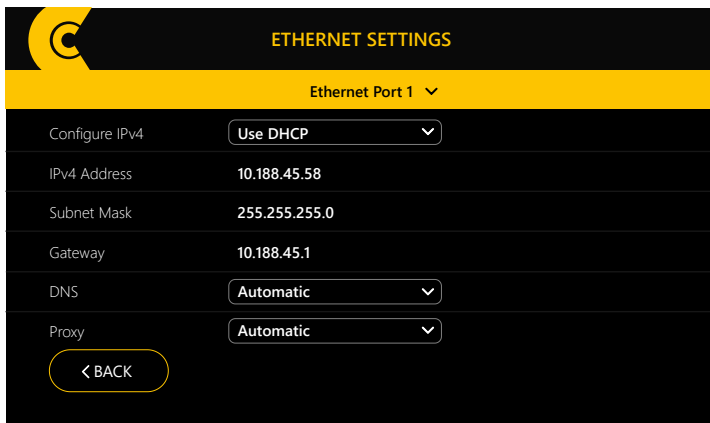 ETHERNET SETTINGS
Ethernet Port 1
Configure IPv4 Use DHCP
IPv4 Address 10.188.45.58
Subnet Mask 255.255.255.0
Gateway 10.188.45.1
DNS Automatic
Proxy Automatic
BACK